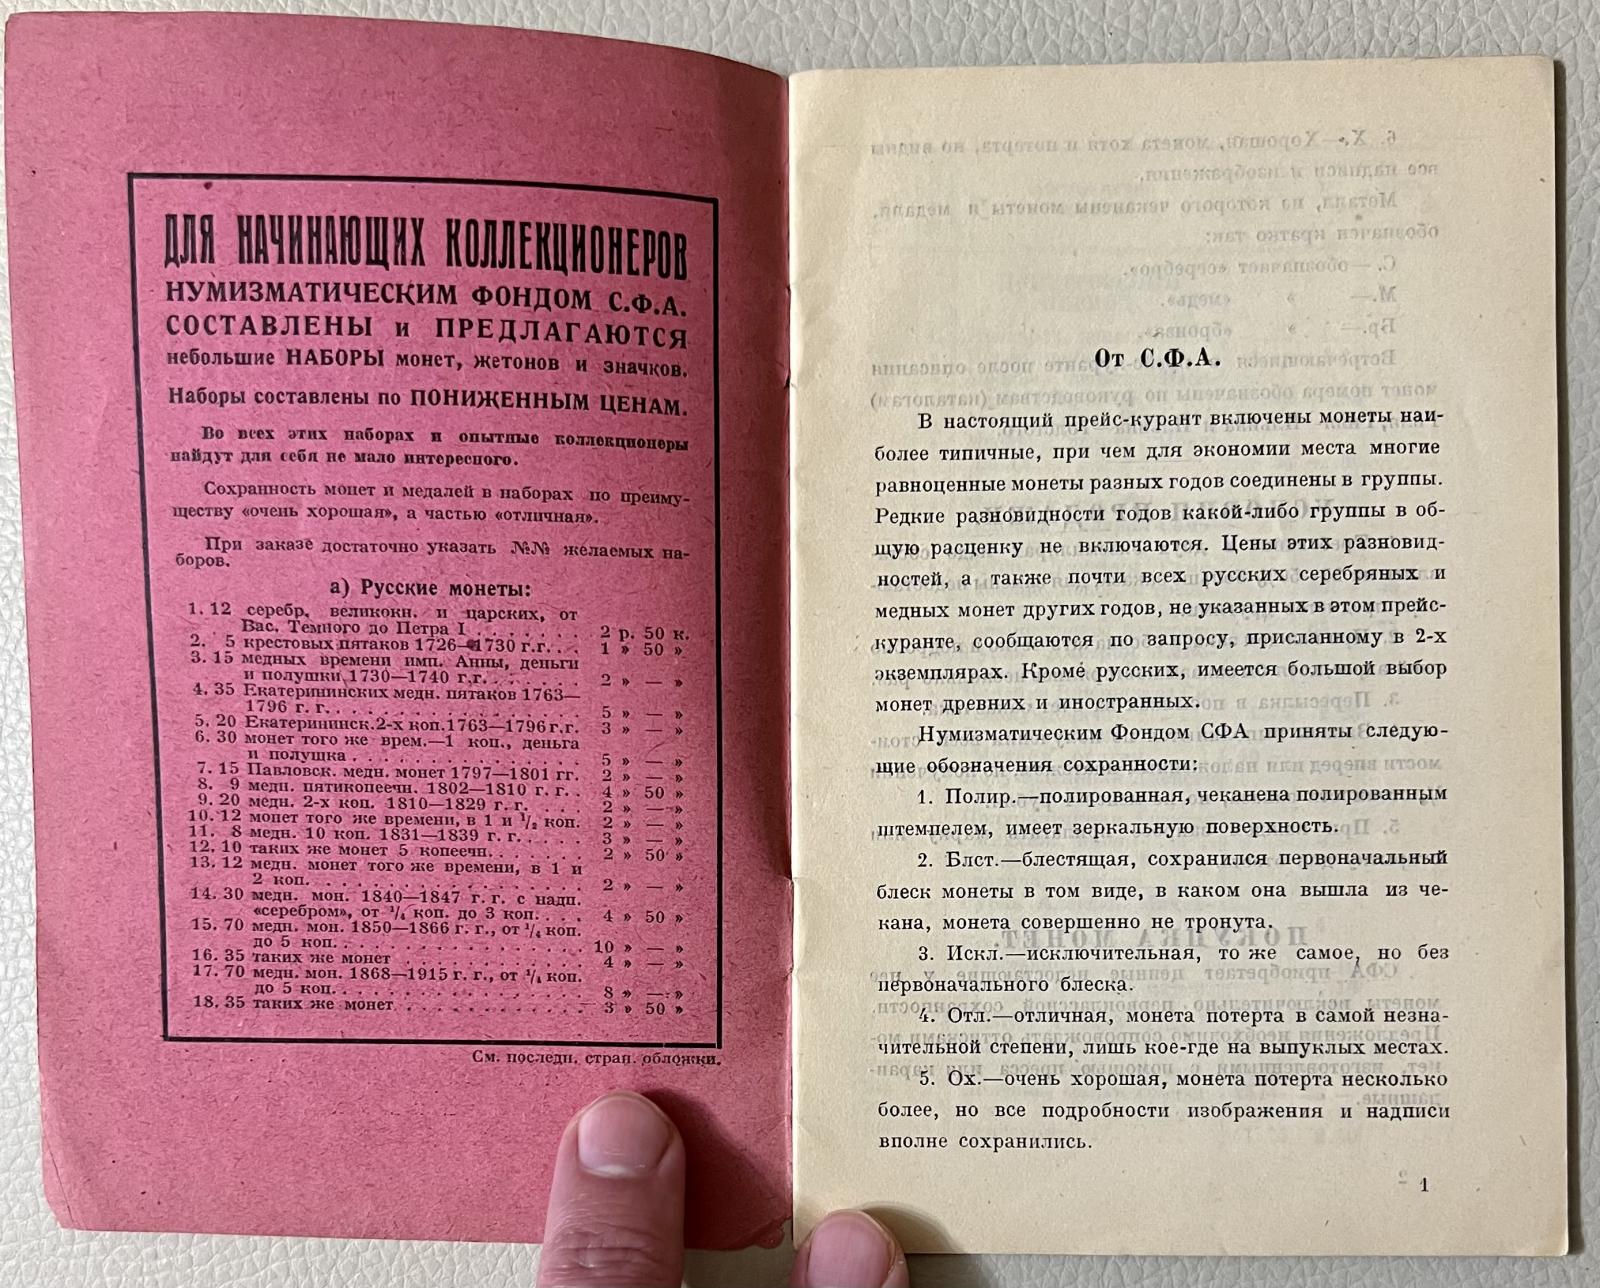 ДЛЯ НАЧИНАЮЩИХ КОЛЛЕКЦИОНЕРОВ
НУМИЗМАТИЧЕСКИМ ФОНДОМ С.Ф.А.
СОСТАВЛЕНЫ и ПРЕДЛАГАЮТСЯ
небольшие НАБОРЫ монет, жетонов и значков.
Наборы составлены по ПОНИЖЕННЫМ ЦЕНАМ.
Во всех этих наборах и опытные коллекционеры
найдут для себя не мало интересного.
Сохранность монет и медалей в наборах по преиму-
ществу «очень хорошая», а частью «отличная».
При заказе достаточно указать №№ желаемых на-
боров.
а) Русские монеты:
1. 12 серебр. великокн. и царских, от
Вас. Темного до Петра I . . . . . . . 2 р. 50 к.
2. 5 крестовых пятаков 1726—1730 г.г. . . 1 » 50 »
3. 15 медных времени имп. Анны, деньги
и полушки 1730—1740 г.г. . . . . . . 2 » — »
4. 35 Екатерининских медн. пятаков 1763—
1796 г. г. . . . . . . . . . . . . . . 5 » — »
5. 20 Екатерининск. 2-х коп. 1763—1796 г.г. 3 » — »
6. 30 монет того же врем.—1 коп., деньга
и полушка . . . . . . . . . . . . . 5 » — »
7. 15 Павловск. медн. монет 1797—1801 гг. 2 » — »
8. 9 медн. пятикопеечн. 1802—1810 г. г. . 4 » 50 »
9. 20 медн. 2-х коп. 1810—1829 г. г. . . . 2 » — »
10. 12 монет того же времени, в 1 и 1/2 коп. 2 » — »
11. 8 медн. 10 коп. 1831—1839 г. г. . . . . 3 » — »
12. 10 таких же монет 5 копеечн. . . . . . 2 » 50 »
13. 12 медн. монет того же времени, в 1 и
2 коп. . . . . . . . . . . . . . . . 2 » — »
14. 30 медн. мон. 1840—1847 г. г. с надп.
«серебром», от 1/4 коп. до 3 коп. . . . 4 » 50 »
15. 70 медн. мон. 1850—1866 г. г., от 1/4 коп.
до 5 коп. . . . . . . . . . . . . . 10 » — »
16. 35 таких же монет . . . . . . . . . . 4 » — »
17. 70 медн. мон. 1868—1915 г. г., от 1/4 коп.
до 5 коп. . . . . . . . . . . . . . 8 » — »
18. 35 таких же монет . . . . . . . . . . 3 » 50 »
См. последн. стран. обложки.
От С.Ф.А.
В настоящий прейс-курант включены монеты наи-
более типичные, при чем для экономии места многие
равноценные монеты разных годов соединены в группы.
Редкие разновидности годов какой-либо группы в об-
щую расценку не включаются. Цены этих разновид-
ностей, а также почти всех русских серебряных и
медных монет других годов, не указанных в этом прейс-
куранте, сообщаются по запросу, присланному в 2-х
экземплярах. Кроме русских, имеется большой выбор
монет древних и иностранных.
Нумизматическим Фондом СФА приняты следую-
щие обозначения сохранности:
1. Полир.—полированная, чеканена полированным
штемпелем, имеет зеркальную поверхность.
2. Блст.—блестящая, сохранился первоначальный
блеск монеты в том виде, в каком она вышла из че-
кана, монета совершенно не тронута.
3. Искл.—исключительная, то же самое, но без
первоначального блеска.
4. Отл.—отличная, монета потерта в самой незна-
чительной степени, лишь кое-где на выпуклых местах.
5. Ох.—очень хорошая, монета потерта несколько
более, но все подробности изображения и надписи
вполне сохранились.
1